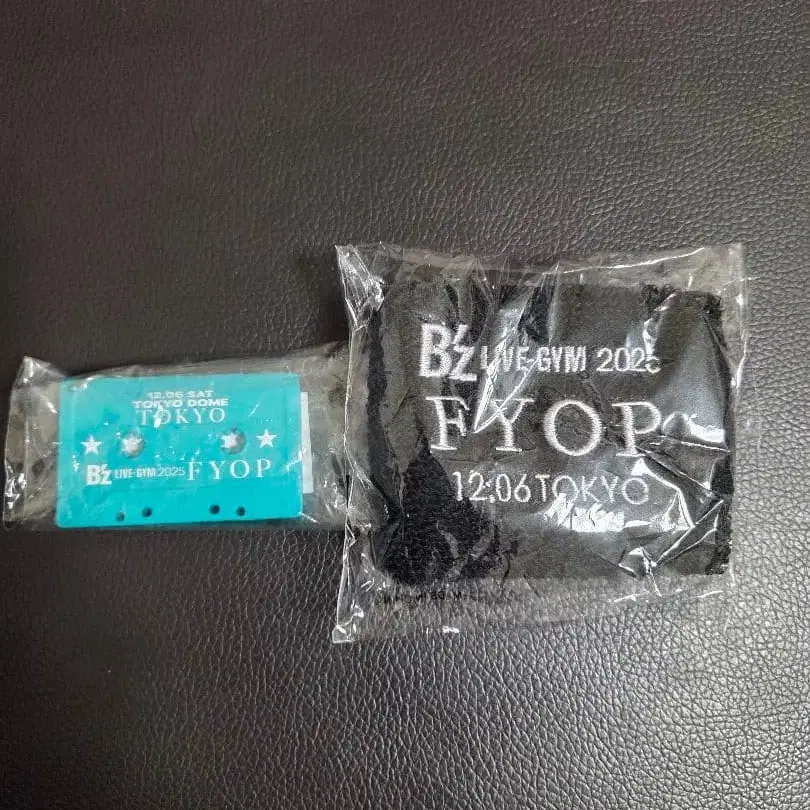 12.06 SAT
TOKYO DOME
TOKYO
B'z LIVE-GYM 2025 FYOP
B'z LIVE-GYM 2025
FYOP
12.06 TOKYO